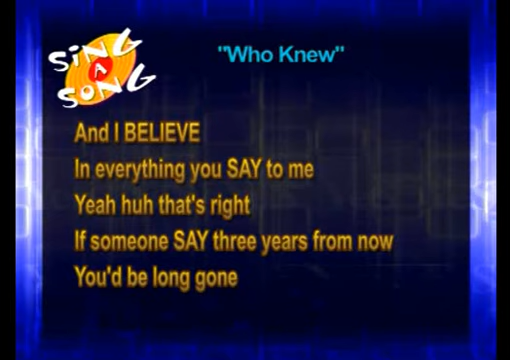 SiNG
A
SONG
"Who Knew"
And I BELIEVE
In everything you SAY to me
Yeah huh that's right
If someone SAY three years from now
You'd be long gone